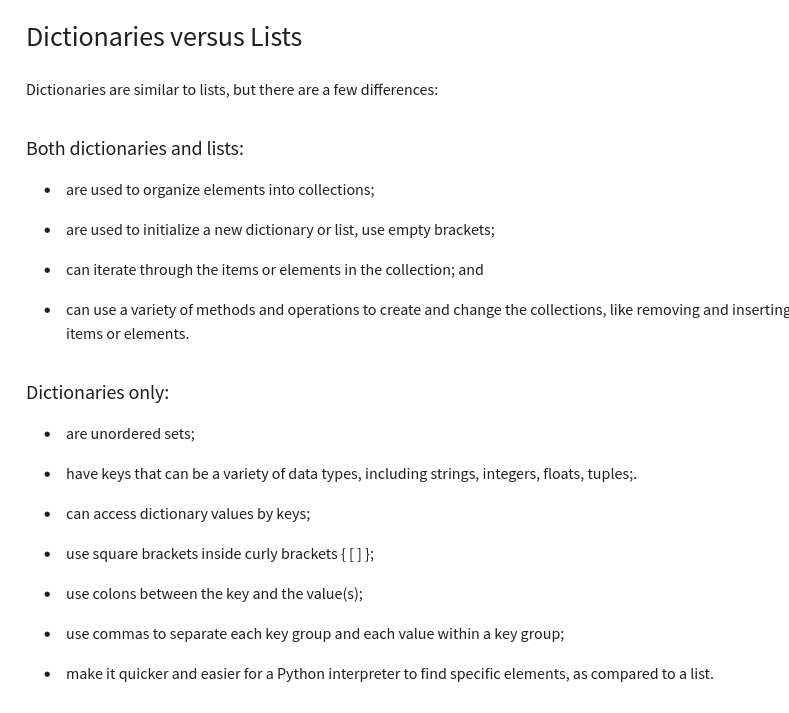 Dictionaries versus Lists
Dictionaries are similar to lists, but there are a few differences:
Both dictionaries and lists:
• are used to organize elements into collections;
• are used to initialize a new dictionary or list, use empty brackets;
• can iterate through the items or elements in the collection; and
• can use a variety of methods and operations to create and change the collections, like removing and inserting
items or elements.
Dictionaries only:
• are unordered sets;
• have keys that can be a variety of data types, including strings, integers, floats, tuples;.
• can access dictionary values by keys;
• use square brackets inside curly brackets { [ ] };
• use colons between the key and the value(s);
• use commas to separate each key group and each value within a key group;
• make it quicker and easier for a Python interpreter to find specific elements, as compared to a list.